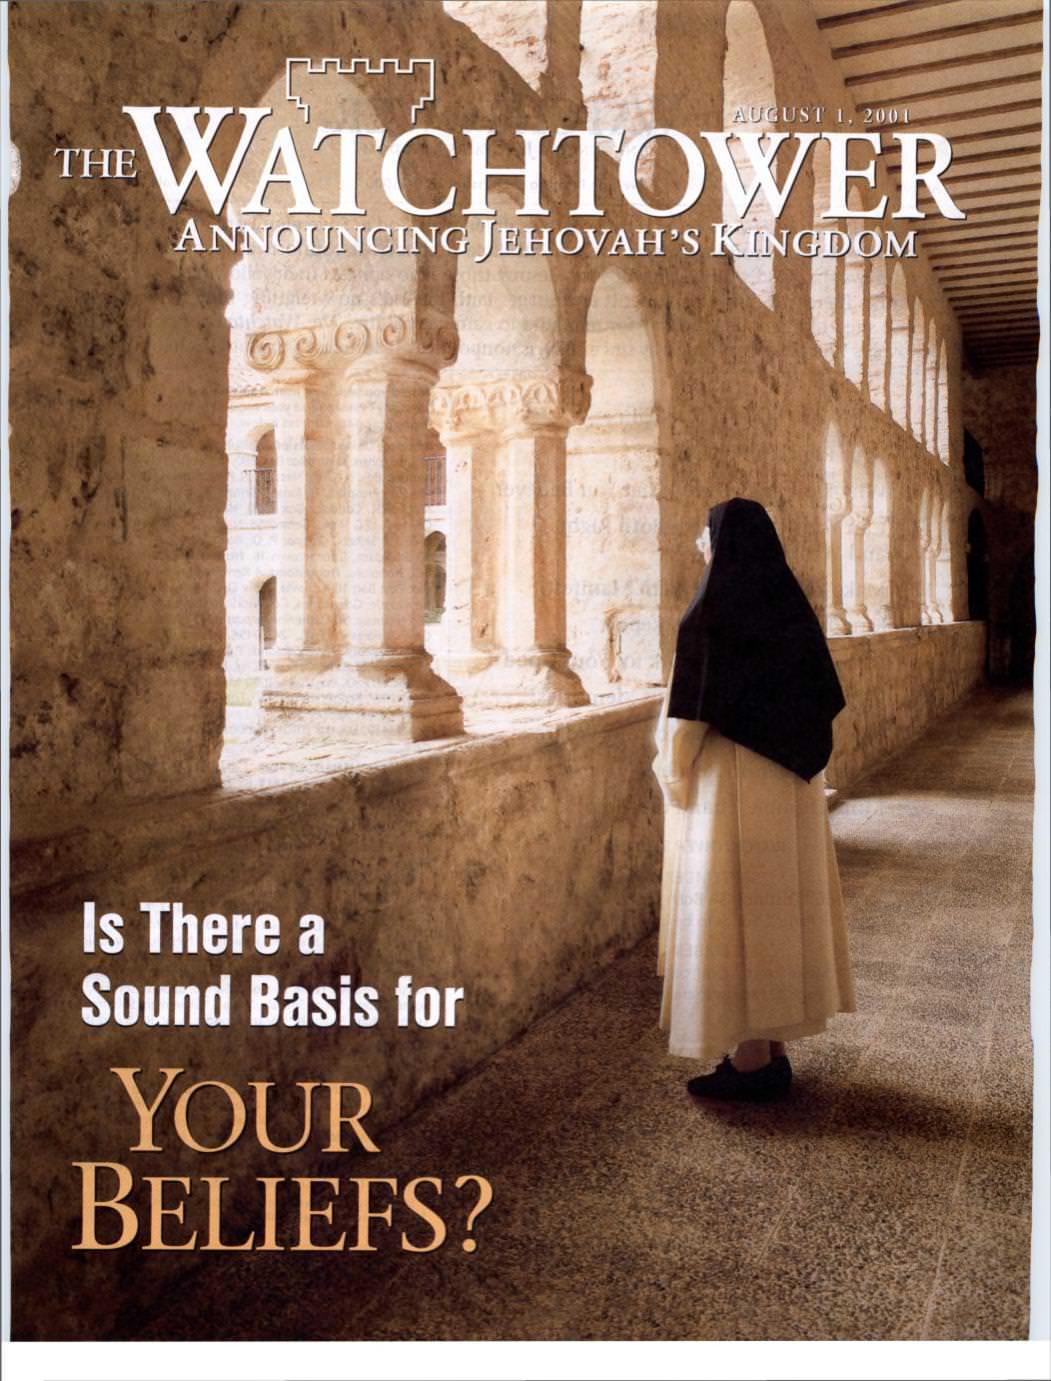 AUGUST 1, 2001
THE WATCHTOWER
ANNOUNCING JEHOVAH'S KINGDOM
Is There a
Sound Basis for
YOUR
BELIEFS?